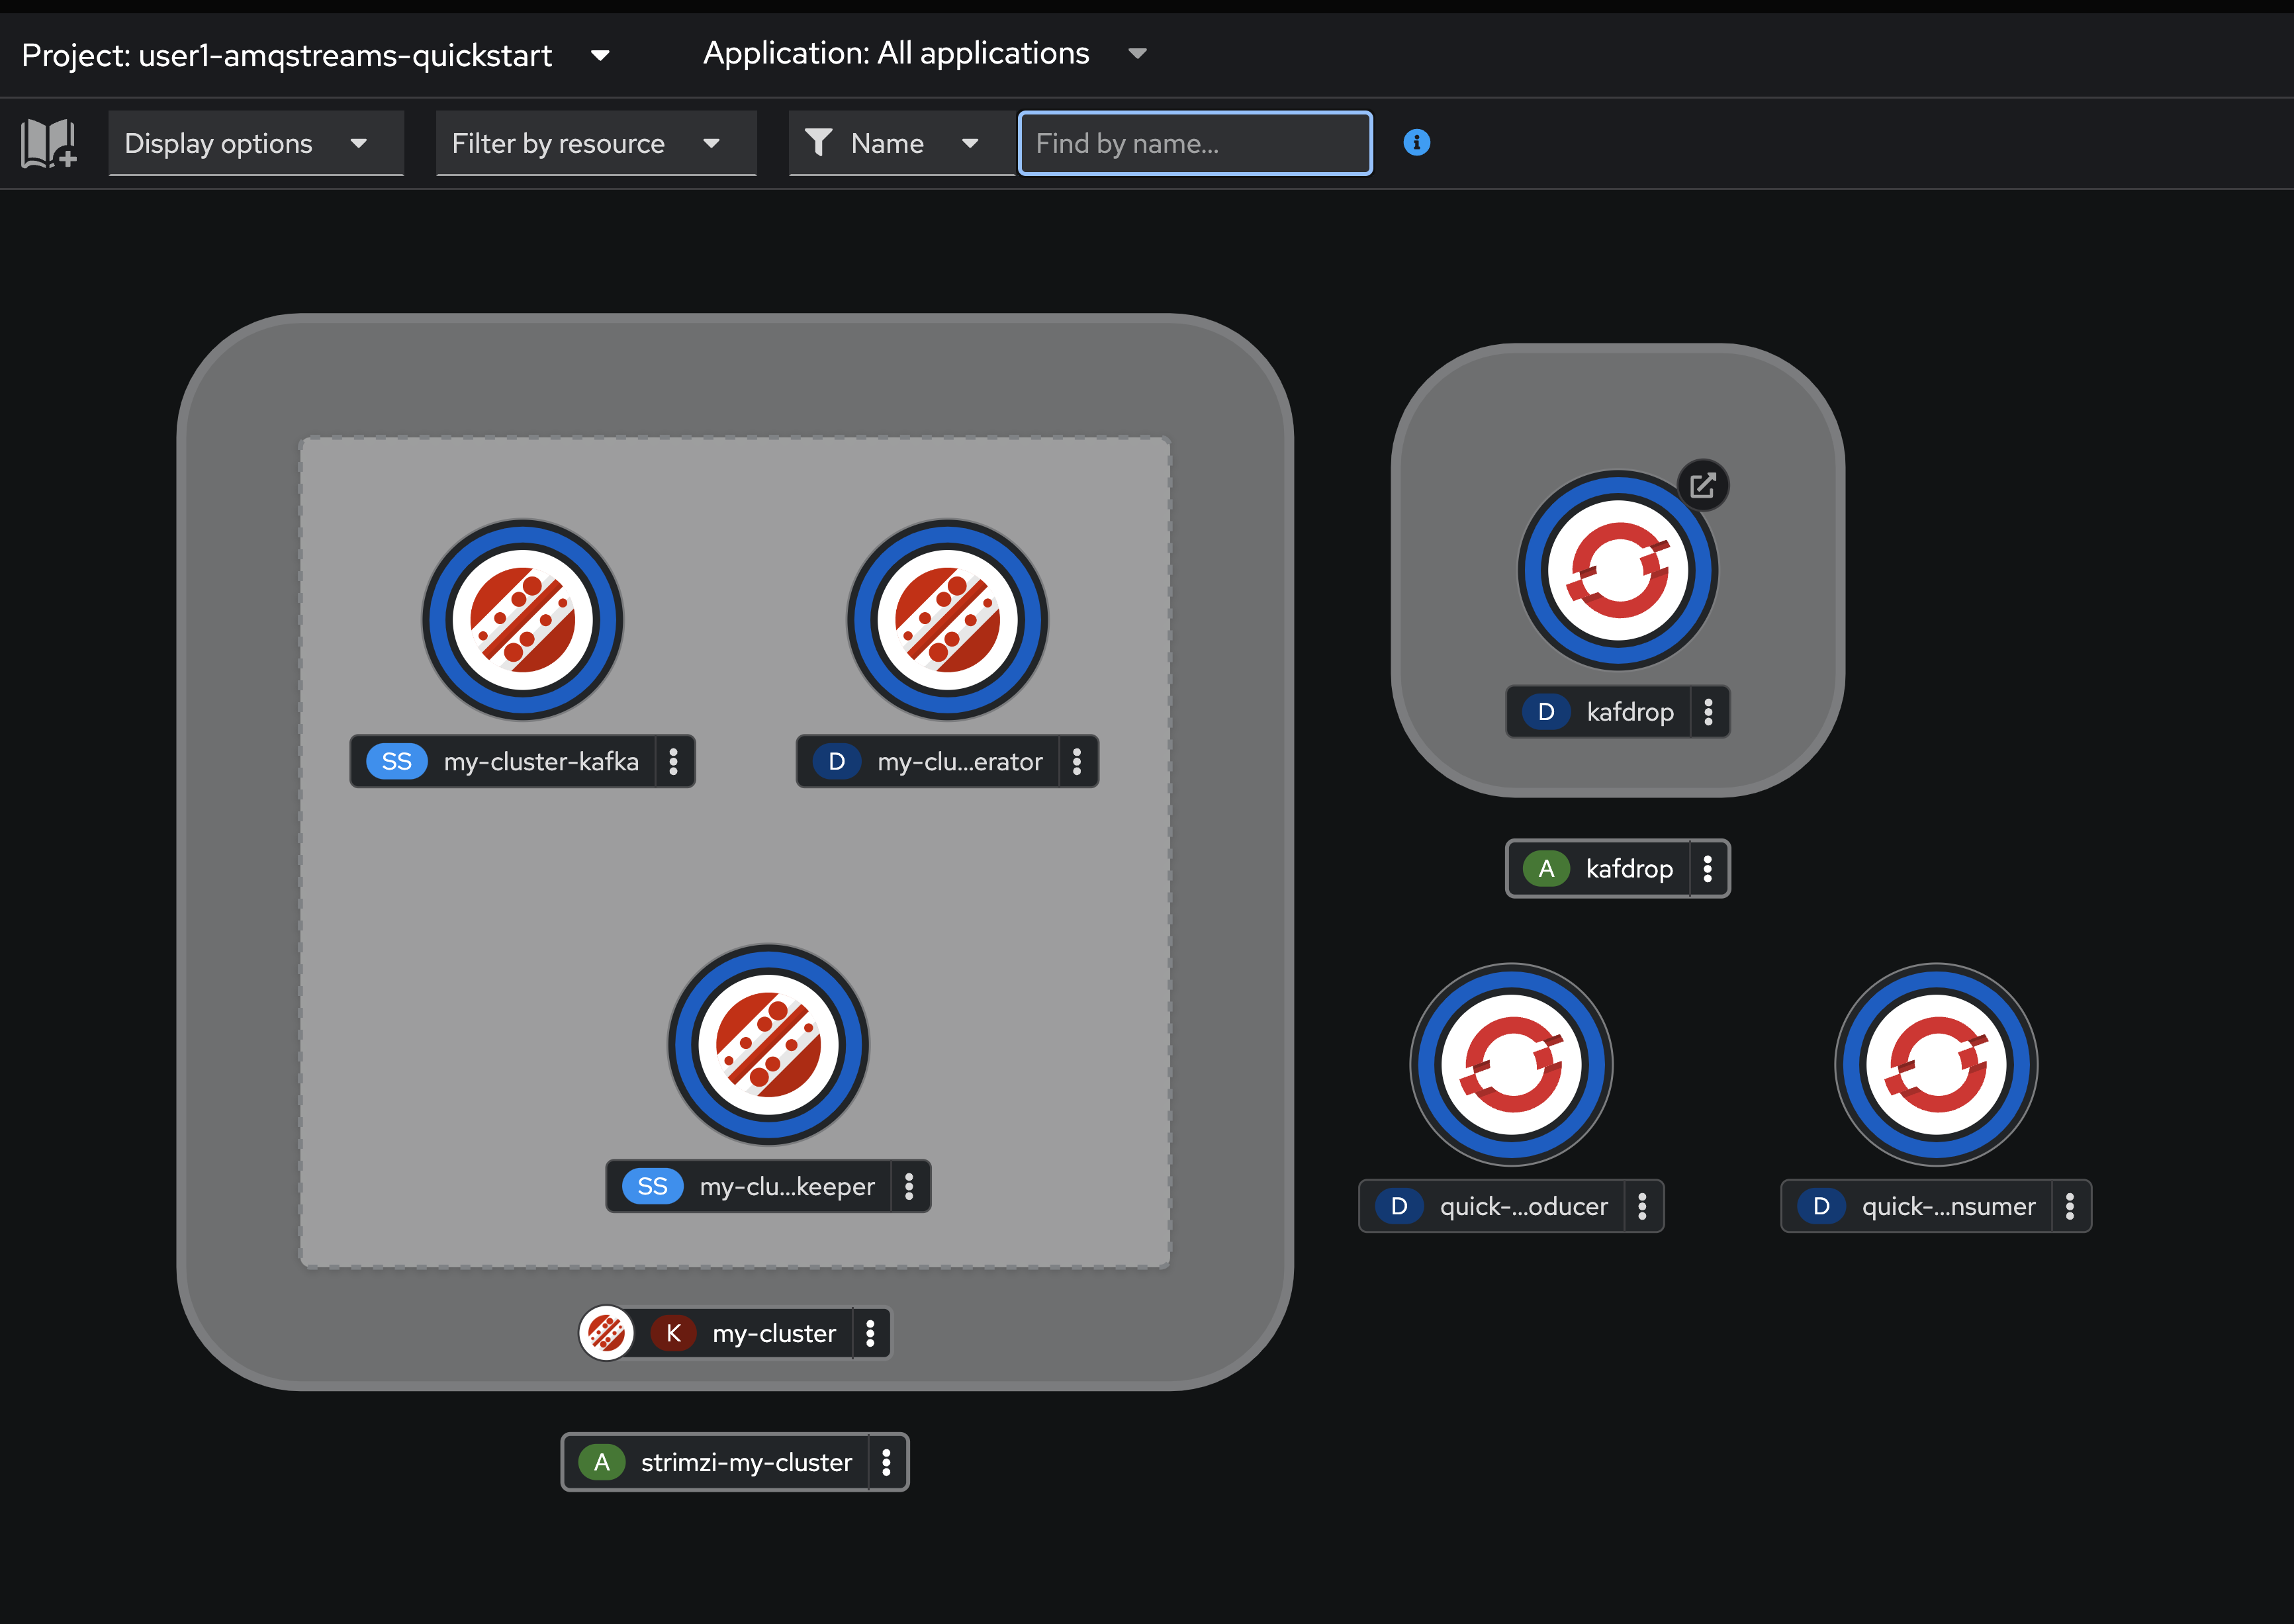 Project: user1-amqstreams-quickstart
Application: All applications
Display options
Filter by resource
Name
Find by name...
SS my-cluster-kafka
D my-clu...erator
D kafdrop
A kafdrop
SS my-clu...keeper
D quick-...oducer
D quick-...nsumer
K my-cluster
A strimzi-my-cluster